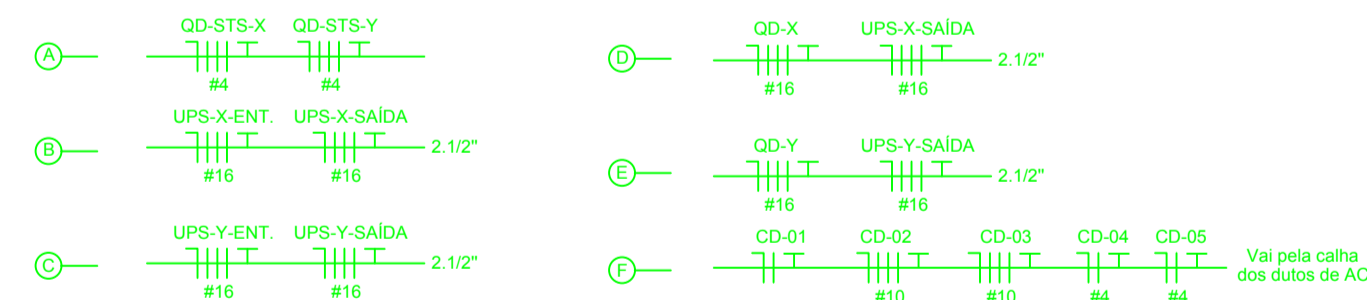 A
QD-STS-X QD-STS-Y
#4 #4
B
UPS-X-ENT. UPS-X-SAÍDA
2.1/2"
#16 #16
C
UPS-Y-ENT. UPS-Y-SAÍDA
2.1/2"
#16 #16
D
QD-X UPS-X-SAÍDA
2.1/2"
#16 #16
E
QD-Y UPS-Y-SAÍDA
2.1/2"
#16 #16
F
CD-01 CD-02 CD-03 CD-04 CD-05
Vai pela calha
dos dutos de AC
#10 #10 #4 #4